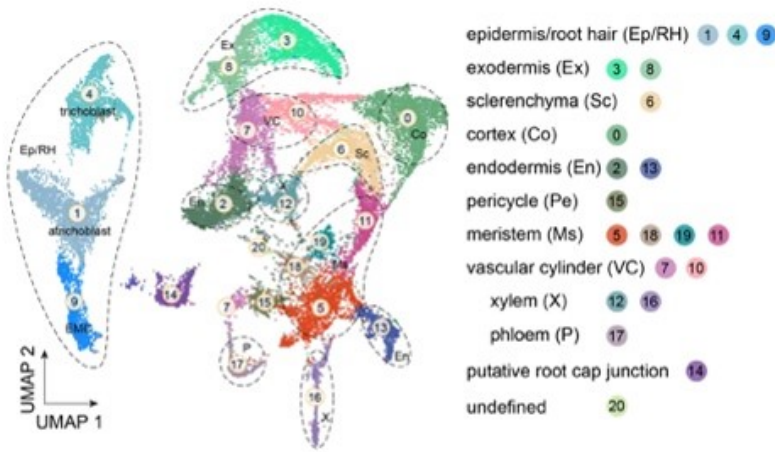 Ex
3
8
4
trichoblast
10
7
VC
0
Co
Ep/RH
6
Sc
En
2
X
12
1
atrichoblast
11
20
19
18
Ms
14
9
BMC
7
15
5
13
En
P
17
16
X
UMAP 2
UMAP 1
epidermis/root hair (Ep/RH) 1 4 9
exodermis (Ex) 3 8
sclerenchyma (Sc) 6
cortex (Co) 0
endodermis (En) 2 13
pericycle (Pe) 15
meristem (Ms) 5 18 19 11
vascular cylinder (VC) 7 10
xylem (X) 12 16
phloem (P) 17
putative root cap junction 14
undefined 20